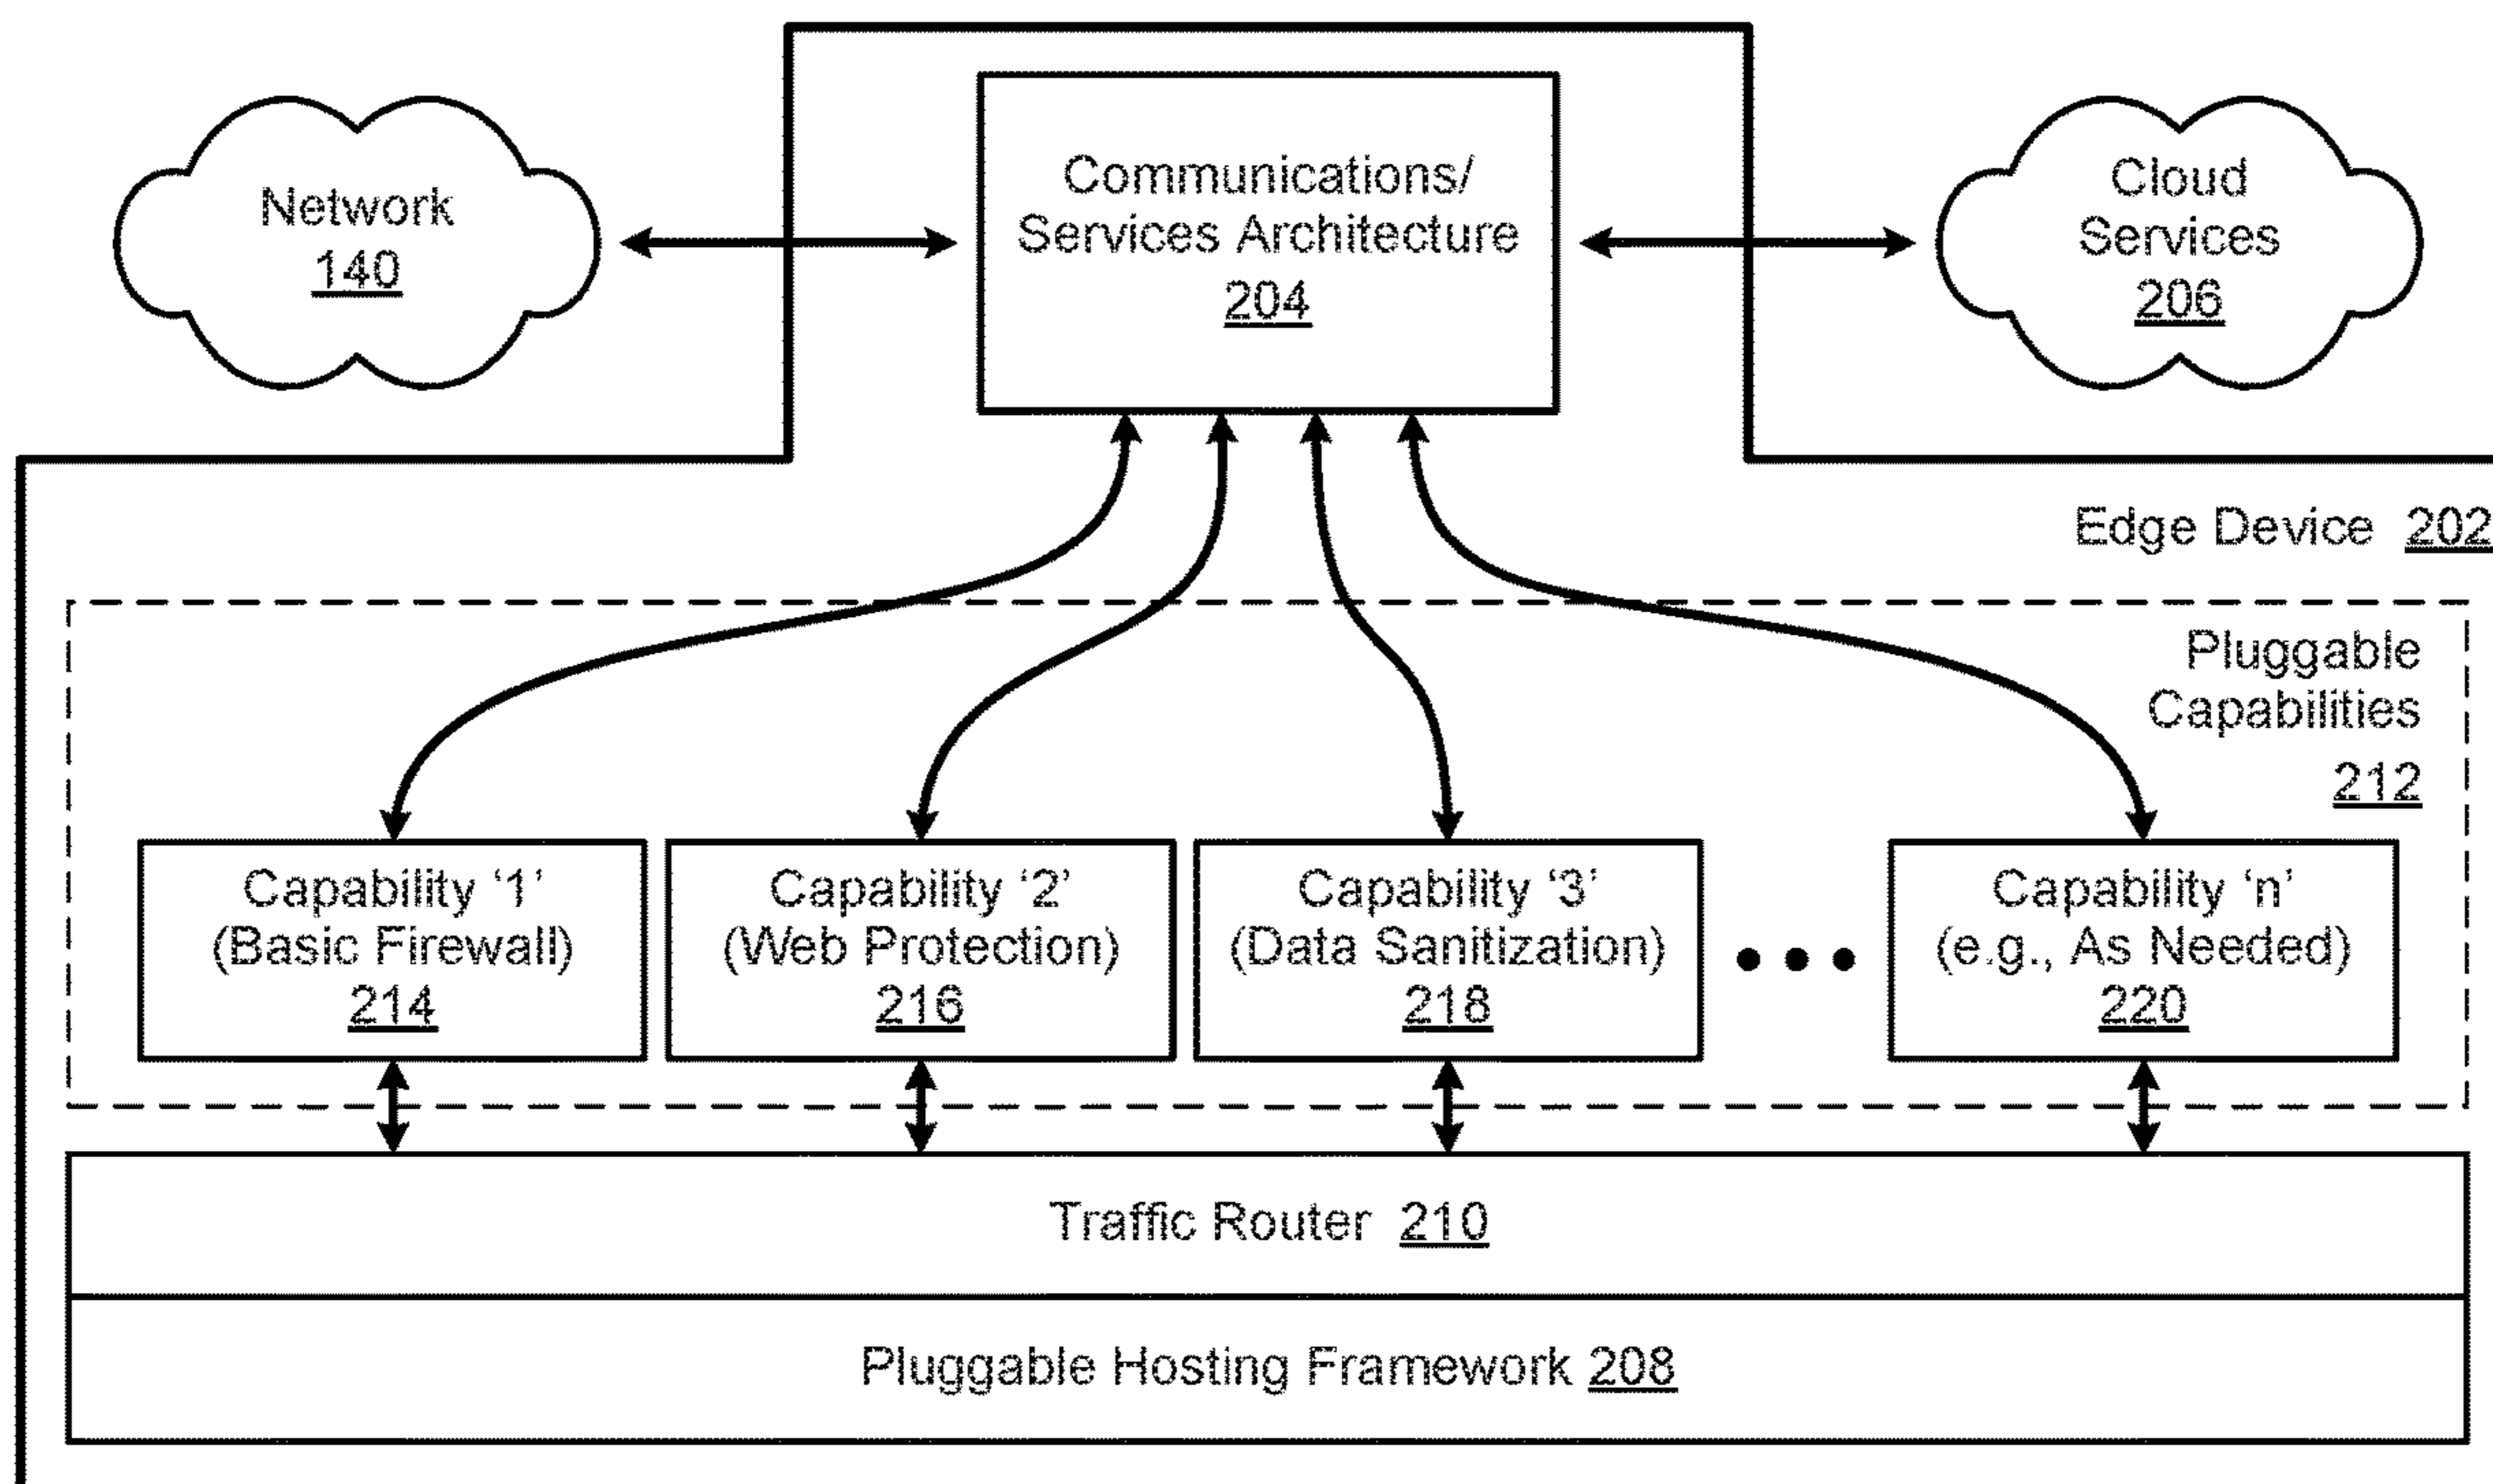 Network
140
Communications/
Services Architecture
204
Cloud
Services
206
Edge Device 202
Pluggable
Capabilities
212
Capability ‘1’
(Basic Firewall)
214
Capability ‘2’
(Web Protection)
216
Capability ‘3’
(Data Sanitization)
218
Capability ‘n’
(e.g., As Needed)
220
Traffic Router 210
Pluggable Hosting Framework 208